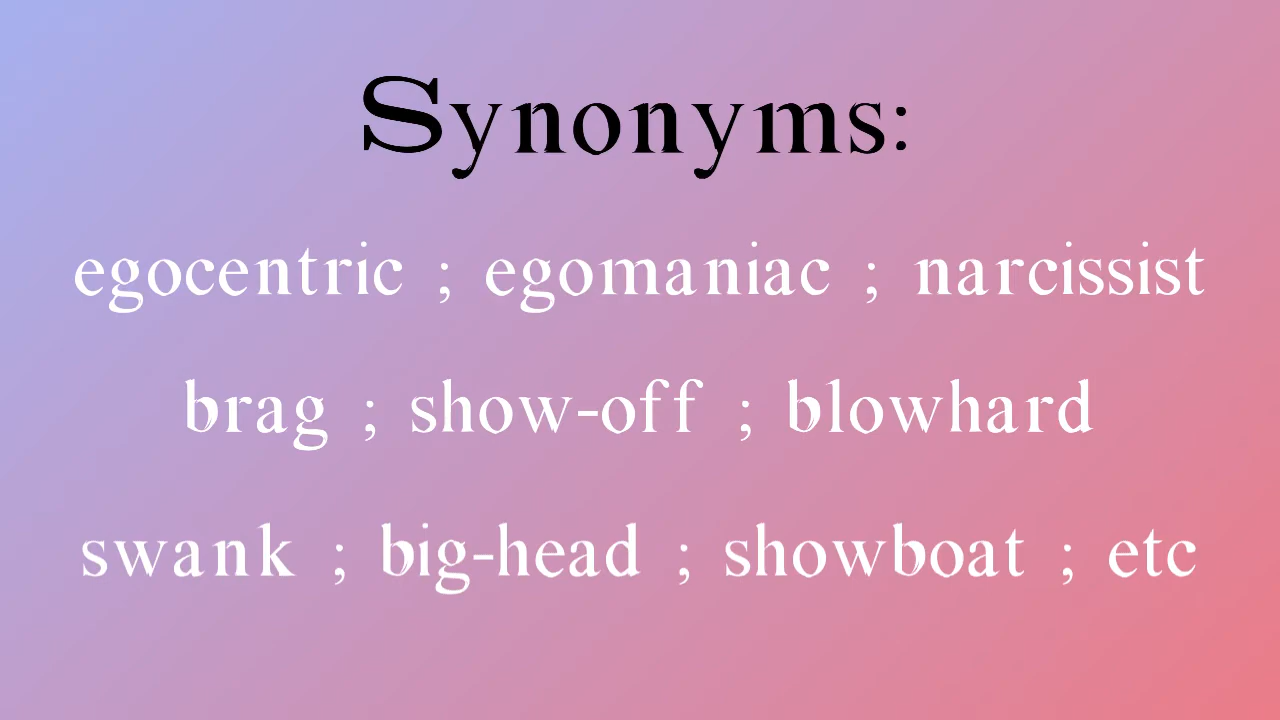 Synonyms:
egocentric ; egomaniac ; narcissist
brag ; show-off ; blowhard
swank ; big-head ; showboat ; etc